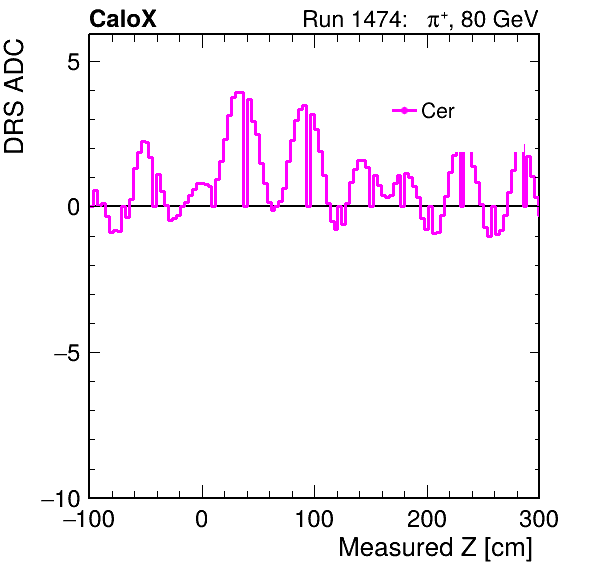 CaloX Run 1474: π⁺, 80 GeV
DRS ADC
Cer
5
0
−5
−10
−100 0 100 200 300
Measured Z [cm]